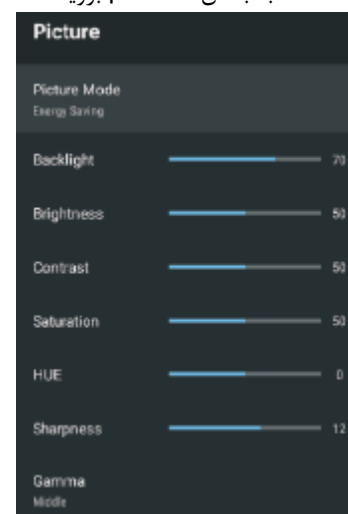 Picture
Picture Mode
Energy Saving
Backlight 70
Brightness 50
Contrast 50
Saturation 50
HUE 0
Sharpness 12
Gamma
Middle